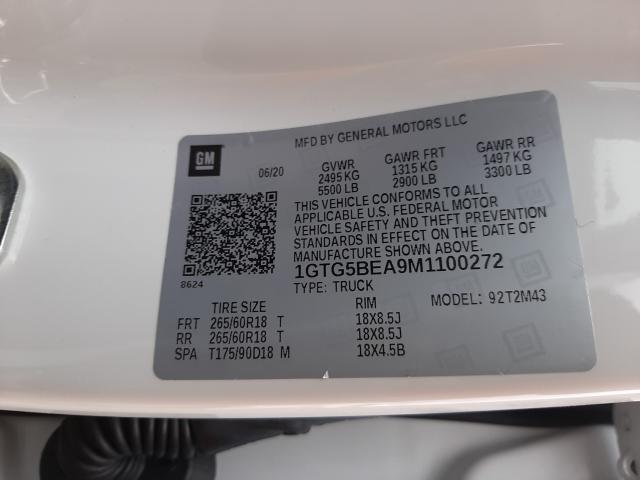 MFD BY GENERAL MOTORS LLC
GM
06/20
GVWR GAWR FRT GAWR RR
2495 KG 1315 KG 1497 KG
5500 LB 2900 LB 3300 LB
THIS VEHICLE CONFORMS TO ALL
APPLICABLE U.S. FEDERAL MOTOR
VEHICLE SAFETY AND THEFT PREVENTION
STANDARDS IN EFFECT ON THE DATE OF
MANUFACTURE SHOWN ABOVE.
1GTG5BEA9M1100272
8624
TYPE: TRUCK MODEL: 92T2M43
TIRE SIZE RIM
FRT 265/60R18 T 18X8.5J
RR 265/60R18 T 18X8.5J
SPA T175/90D18 M 18X4.5B